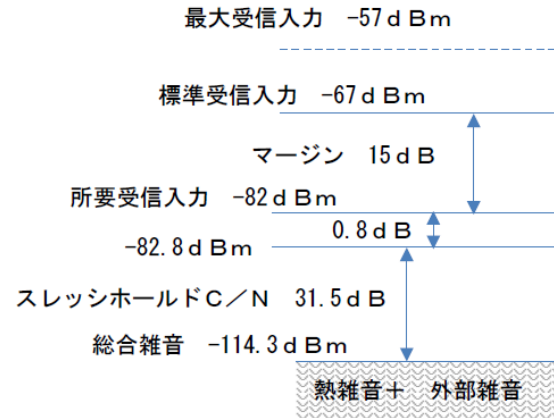 最大受信入力　-57ｄＢｍ
標準受信入力　-67ｄＢｍ
マージン　15ｄＢ
所要受信入力　-82ｄＢｍ
0.8ｄＢ
-82.8ｄＢｍ
スレッシホールドＣ／Ｎ　31.5ｄＢ
総合雑音　-114.3ｄＢｍ
熱雑音＋　外部雑音